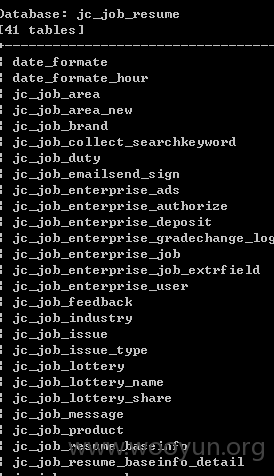 Database: jc_job_resume
[41 tables]
date_formate
date_formate_hour
jc_job_area
jc_job_area_new
jc_job_brand
jc_job_collect_searchkeyword
jc_job_duty
jc_job_emailsend_sign
jc_job_enterprise_ads
jc_job_enterprise_authorize
jc_job_enterprise_deposit
jc_job_enterprise_gradechange_log
jc_job_enterprise_job
jc_job_enterprise_job_extrfield
jc_job_enterprise_user
jc_job_feedback
jc_job_industry
jc_job_issue
jc_job_issue_type
jc_job_lottery
jc_job_lottery_name
jc_job_lottery_share
jc_job_message
jc_job_product
jc_job_resume_baseinfo
www.wooyun.org
jc_job_resume_baseinfo_detail